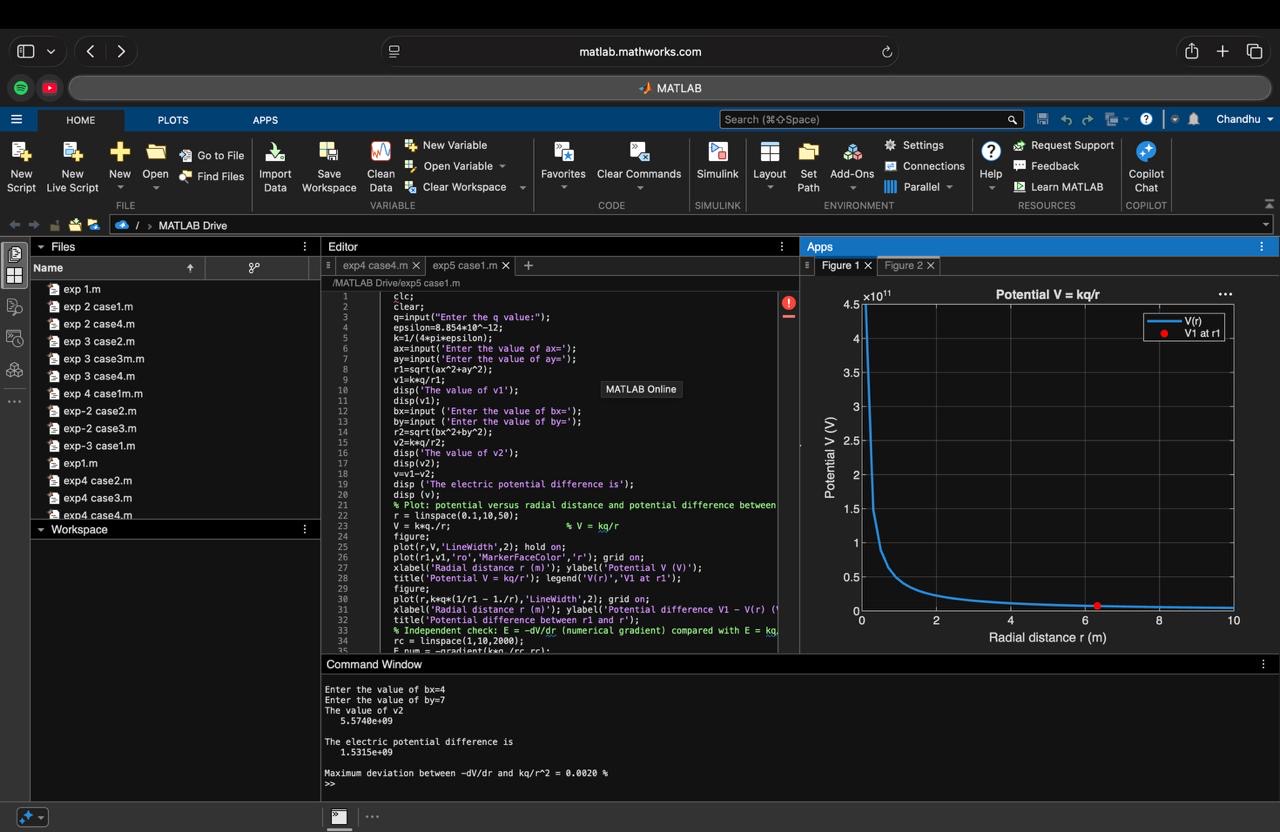 matlab.mathworks.com
MATLAB
HOME
PLOTS
APPS
Search (⌘⇧Space)
Chandhu
New Script
New Live Script
New
Open
Go to File
Find Files
FILE
Import Data
Save Workspace
Clean Data
New Variable
Open Variable
Clear Workspace
VARIABLE
Favorites
Clear Commands
CODE
Simulink
SIMULINK
Layout
Set Path
Add-Ons
Settings
Connections
Parallel
ENVIRONMENT
Help
Request Support
Feedback
Learn MATLAB
RESOURCES
Copilot Chat
COPILOT
/ › MATLAB Drive
Files
Name
exp 1.m
exp 2 case1.m
exp 2 case4.m
exp 3 case2.m
exp 3 case3m.m
exp 3 case4.m
exp 4 case1m.m
exp-2 case2.m
exp-2 case3.m
exp-3 case1.m
exp1.m
exp4 case2.m
exp4 case3.m
exp4 case4.m
Workspace
Editor
exp4 case4.m
exp5 case1.m
/MATLAB Drive/exp5 case1.m
1 clc;
2 clear;
3 q=input("Enter the q value:");
4 epsilon=8.854*10^-12;
5 k=1/(4*pi*epsilon);
6 ax=input('Enter the value of ax=');
7 ay=input('Enter the value of ay=');
8 r1=sqrt(ax^2+ay^2);
9 v1=k*q/r1;
10 disp('The value of v1');
11 disp(v1);
12 bx=input ('Enter the value of bx=');
13 by=input ('Enter the value of by=');
14 r2=sqrt(bx^2+by^2);
15 v2=k*q/r2;
16 disp('The value of v2');
17 disp(v2);
18 v=v1-v2;
19 disp ('The electric potential difference is');
20 disp (v);
21 % Plot: potential versus radial distance and potential difference between
22 r = linspace(0.1,10,50);
23 V = k*q./r; % V = kq/r
24 figure;
25 plot(r,V,'LineWidth',2); hold on;
26 plot(r1,v1,'ro','MarkerFaceColor','r'); grid on;
27 xlabel('Radial distance r (m)'); ylabel('Potential V (V)');
28 title('Potential V = kq/r'); legend('V(r)','V1 at r1');
29 figure;
30 plot(r,k*q*(1/r1 - 1./r),'LineWidth',2); grid on;
31 xlabel('Radial distance r (m)'); ylabel('Potential difference V1 - V(r) (
32 title('Potential difference between r1 and r');
33 % Independent check: E = -dV/dr (numerical gradient) compared with E = kq
34 rc = linspace(1,10,2000);
35 E_num = -gradient(k*q./rc,rc);
MATLAB Online
Apps
Figure 1
Figure 2
×10¹¹
Potential V = kq/r
V(r)
V1 at r1
Potential V (V)
4.5
4
3.5
3
2.5
2
1.5
1
0.5
0
0 2 4 6 8 10
Radial distance r (m)
Command Window
Enter the value of bx=4
Enter the value of by=7
The value of v2
5.5740e+09
The electric potential difference is
1.5315e+09
Maximum deviation between -dV/dr and kq/r^2 = 0.0020 %
>>